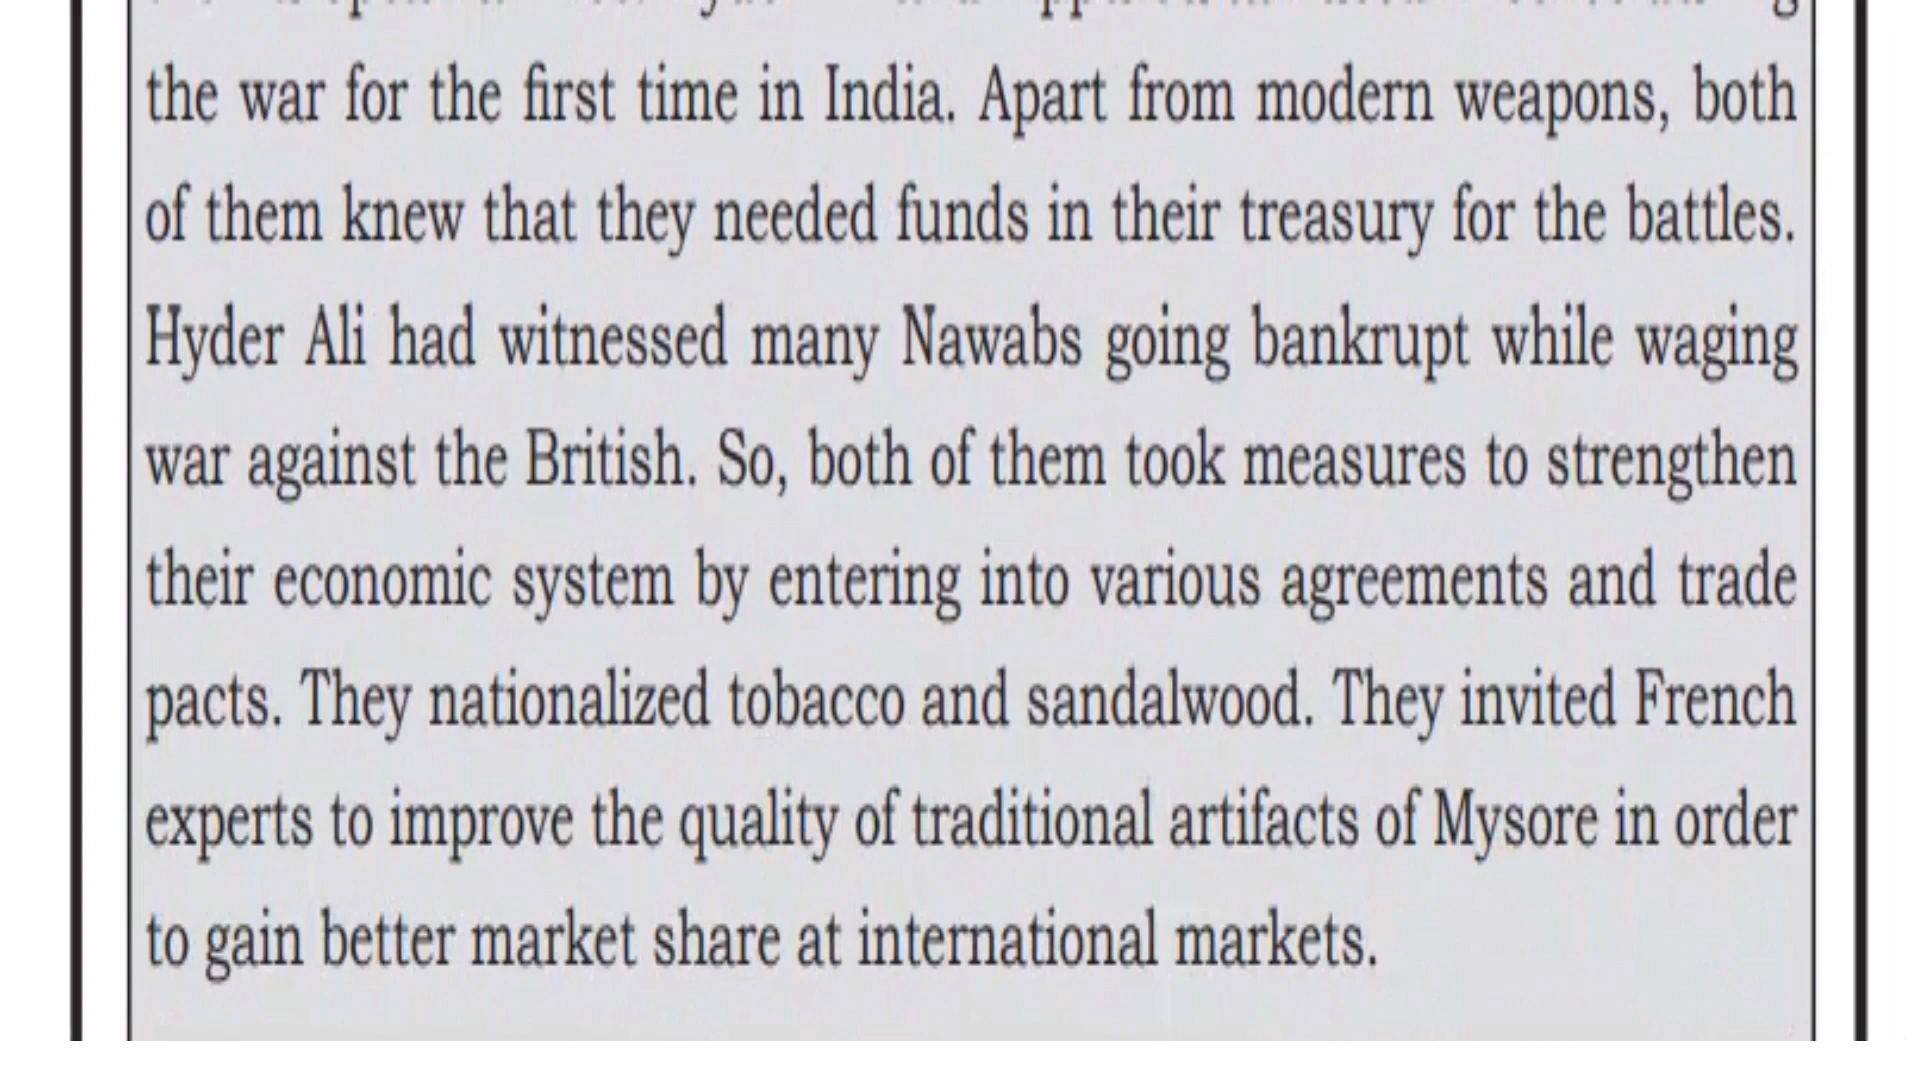 the war for the first time in India. Apart from modern weapons, both
of them knew that they needed funds in their treasury for the battles.
Hyder Ali had witnessed many Nawabs going bankrupt while waging
war against the British. So, both of them took measures to strengthen
their economic system by entering into various agreements and trade
pacts. They nationalized tobacco and sandalwood. They invited French
experts to improve the quality of traditional artifacts of Mysore in order
to gain better market share at international markets.